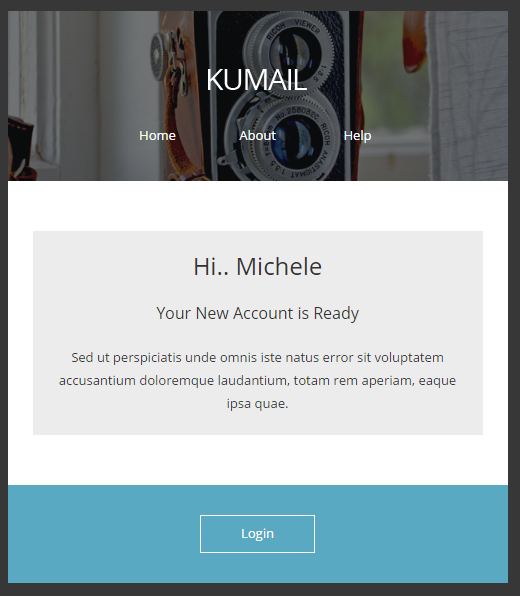 KUMAIL
Home About Help
Hi.. Michele
Your New Account is Ready
Sed ut perspiciatis unde omnis iste natus error sit voluptatem
accusantium doloremque laudantium, totam rem aperiam, eaque
ipsa quae.
Login